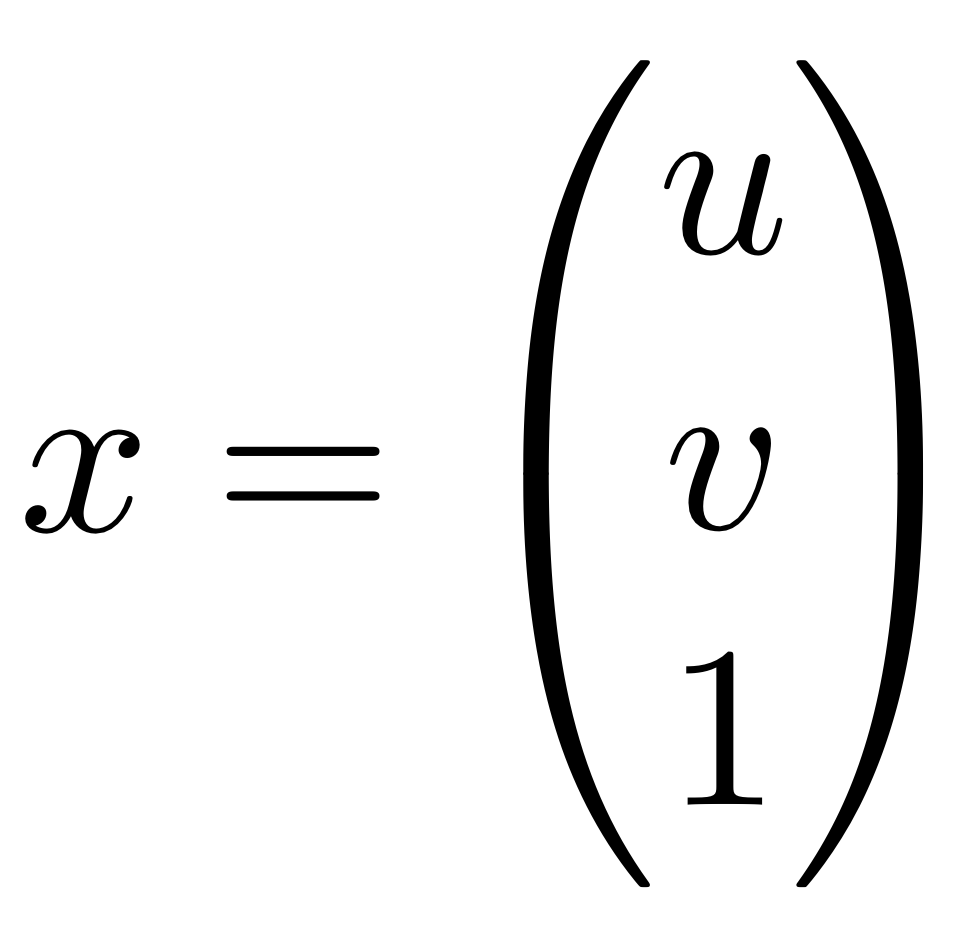 x = (
u
v
1
)